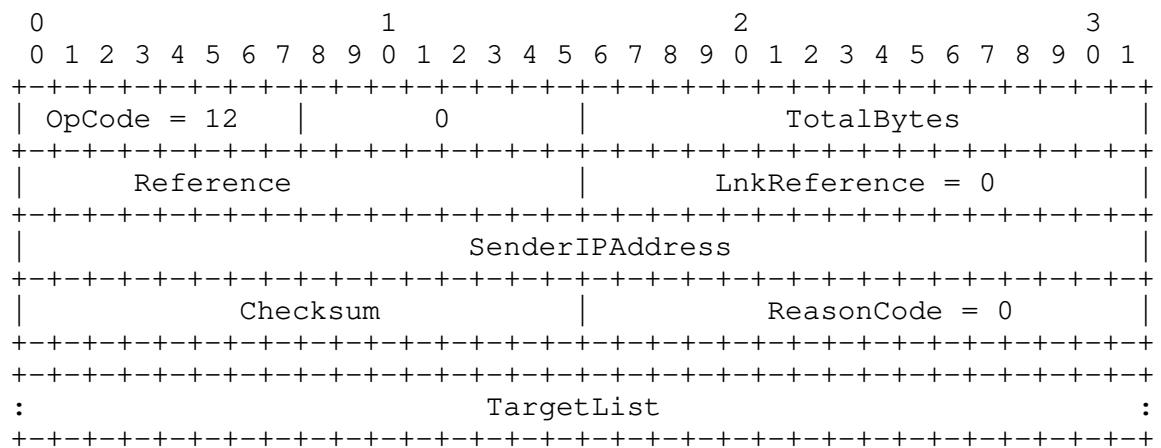 0                   1                   2                   3
 0 1 2 3 4 5 6 7 8 9 0 1 2 3 4 5 6 7 8 9 0 1 2 3 4 5 6 7 8 9 0 1
+-+-+-+-+-+-+-+-+-+-+-+-+-+-+-+-+-+-+-+-+-+-+-+-+-+-+-+-+-+-+-+-+
| OpCode = 12   |       0       |           TotalBytes          |
+-+-+-+-+-+-+-+-+-+-+-+-+-+-+-+-+-+-+-+-+-+-+-+-+-+-+-+-+-+-+-+-+
|      Reference                |       LnkReference = 0        |
+-+-+-+-+-+-+-+-+-+-+-+-+-+-+-+-+-+-+-+-+-+-+-+-+-+-+-+-+-+-+-+-+
|                         SenderIPAddress                       |
+-+-+-+-+-+-+-+-+-+-+-+-+-+-+-+-+-+-+-+-+-+-+-+-+-+-+-+-+-+-+-+-+
|            Checksum           |          ReasonCode = 0       |
+-+-+-+-+-+-+-+-+-+-+-+-+-+-+-+-+-+-+-+-+-+-+-+-+-+-+-+-+-+-+-+-+
+-+-+-+-+-+-+-+-+-+-+-+-+-+-+-+-+-+-+-+-+-+-+-+-+-+-+-+-+-+-+-+-+
:                          TargetList                           :
+-+-+-+-+-+-+-+-+-+-+-+-+-+-+-+-+-+-+-+-+-+-+-+-+-+-+-+-+-+-+-+-+